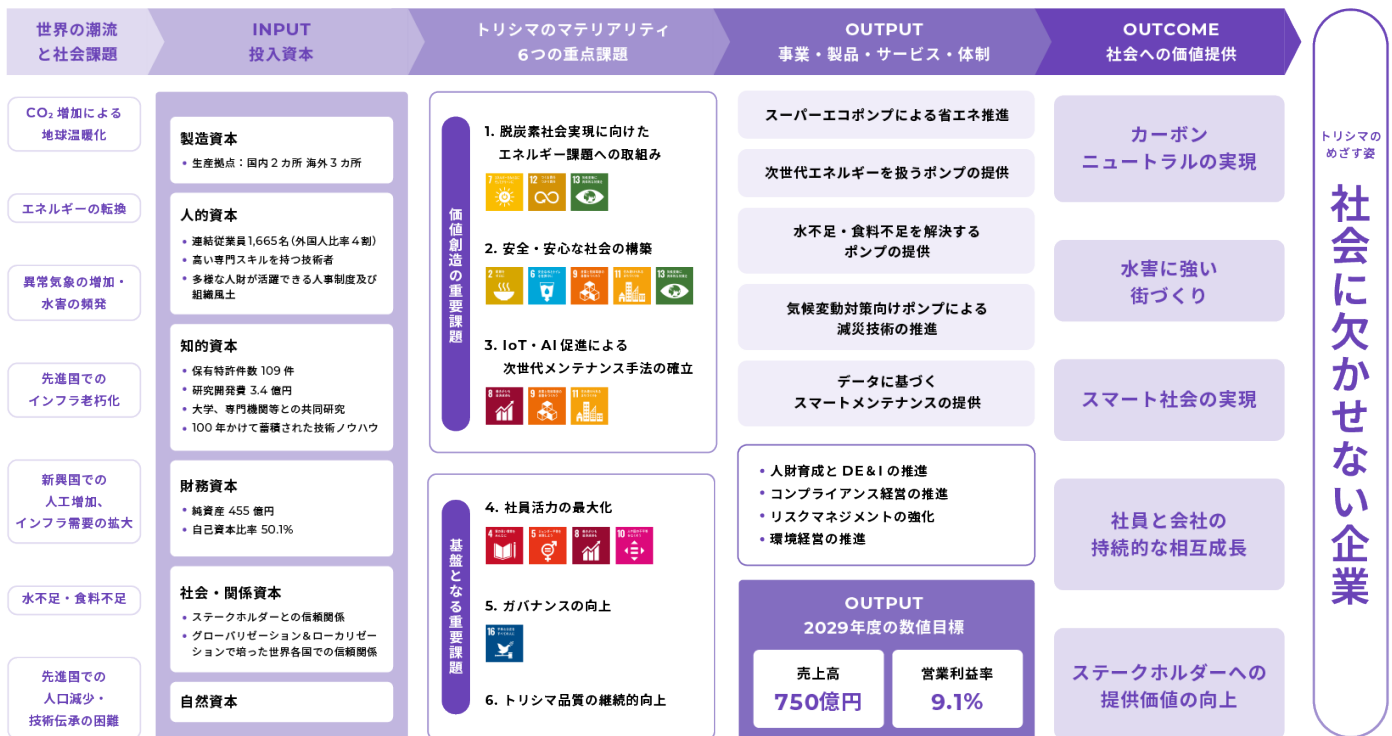 世界の潮流
と社会課題
INPUT
投入資本
トリシマのマテリアリティ
6つの重点課題
OUTPUT
事業・製品・サービス・体制
OUTCOME
社会への価値提供
CO₂ 増加による
地球温暖化
エネルギーの転換
異常気象の増加・
水害の頻発
先進国での
インフラ老朽化
新興国での
人工増加、
インフラ需要の拡大
水不足・食料不足
先進国での
人口減少・
技術伝承の困難
製造資本
• 生産拠点：国内 2 カ所 海外 3 カ所
人的資本
• 連結従業員1,665名（外国人比率４割）
• 高い専門スキルを持つ技術者
• 多様な人財が活躍できる人事制度及び
組織風土
知的資本
• 保有特許件数 109 件
• 研究開発費 3.4 億円
• 大学、専門機関等との共同研究
• 100 年かけて蓄積された技術ノウハウ
財務資本
• 純資産 455 億円
• 自己資本比率 50.1%
社会・関係資本
• ステークホルダーとの信頼関係
• グローバリゼーション＆ローカリゼー
ションで培った世界各国での信頼関係
自然資本
価値創造の重要課題
1. 脱炭素社会実現に向けた
エネルギー課題への取組み
7
12
13
2. 安全・安心な社会の構築
2
6
9
11
13
3. IoT・AI 促進による
次世代メンテナンス手法の確立
8
9
11
基盤となる重要課題
4. 社員活力の最大化
4
5
8
10
5. ガバナンスの向上
16
6. トリシマ品質の継続的向上
スーパーエコポンプによる省エネ推進
次世代エネルギーを扱うポンプの提供
水不足・食料不足を解決する
ポンプの提供
気候変動対策向けポンプによる
減災技術の推進
データに基づく
スマートメンテナンスの提供
• 人財育成と DE&I の推進
• コンプライアンス経営の推進
• リスクマネジメントの強化
• 環境経営の推進
OUTPUT
2029年度の数値目標
売上高
750億円
営業利益率
9.1%
カーボン
ニュートラルの実現
水害に強い
街づくり
スマート社会の実現
社員と会社の
持続的な相互成長
ステークホルダーへの
提供価値の向上
トリシマの
めざす姿
社会に欠かせない企業